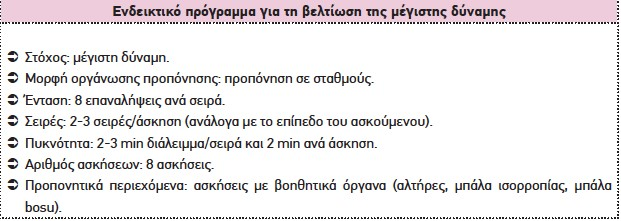 Ενδεικτικό πρόγραμμα για τη βελτίωση της μέγιστης δύναμης
➲ Στόχος: μέγιστη δύναμη.
➲ Μορφή οργάνωσης προπόνησης: προπόνηση σε σταθμούς.
➲ Ένταση: 8 επαναλήψεις ανά σειρά.
➲ Σειρές: 2-3 σειρές/άσκηση (ανάλογα με το επίπεδο του ασκούμενου).
➲ Πυκνότητα: 2-3 min διάλειμμα/σειρά και 2 min ανά άσκηση.
➲ Αριθμός ασκήσεων: 8 ασκήσεις.
➲ Προπονητικά περιεχόμενα: ασκήσεις με βοηθητικά όργανα (αλτήρες, μπάλα ισορροπίας, μπάλα
bosu).